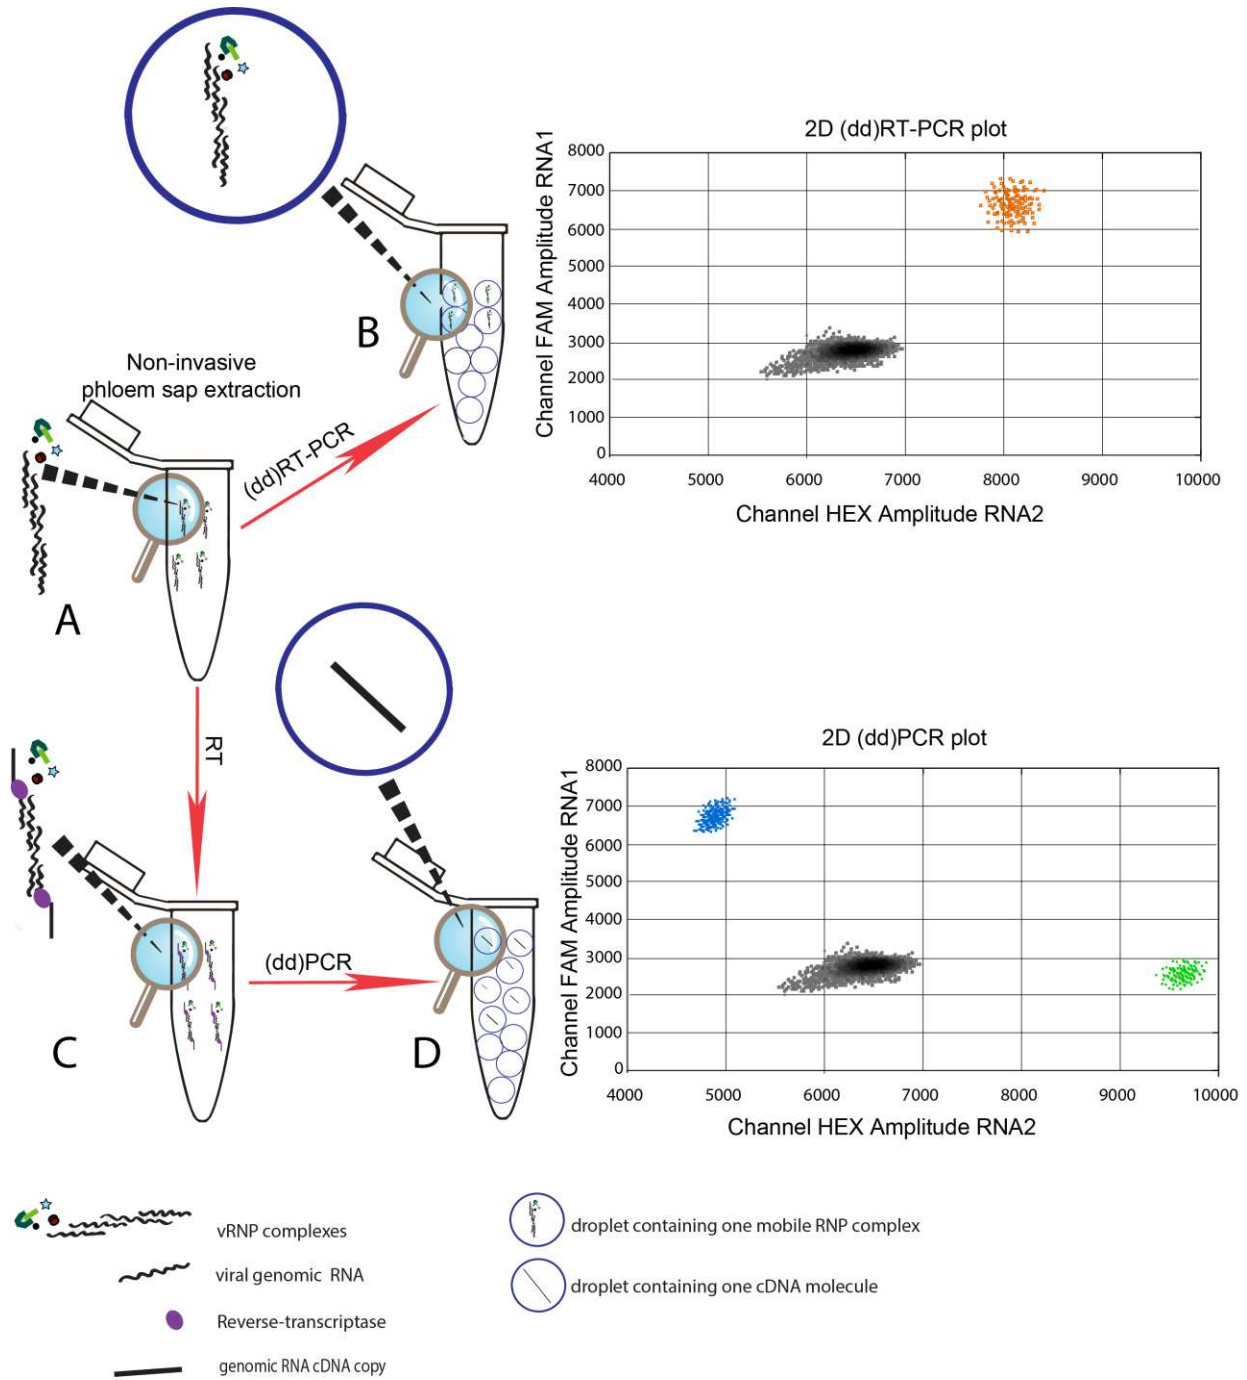 2D (dd)RT-PCR plot
Channel FAM Amplitude RNA1
8000
7000
6000
5000
4000
3000
2000
1000
0
4000 5000 6000 7000 8000 9000 10000
Channel HEX Amplitude RNA2
B
Non-invasive
phloem sap extraction
(dd)RT-PCR
A
RT
C
(dd)PCR
D
2D (dd)PCR plot
Channel FAM Amplitude RNA1
8000
7000
6000
5000
4000
3000
2000
1000
0
4000 5000 6000 7000 8000 9000 10000
Channel HEX Amplitude RNA2
vRNP complexes
viral genomic RNA
Reverse-transcriptase
genomic RNA cDNA copy
droplet containing one mobile RNP complex
droplet containing one cDNA molecule